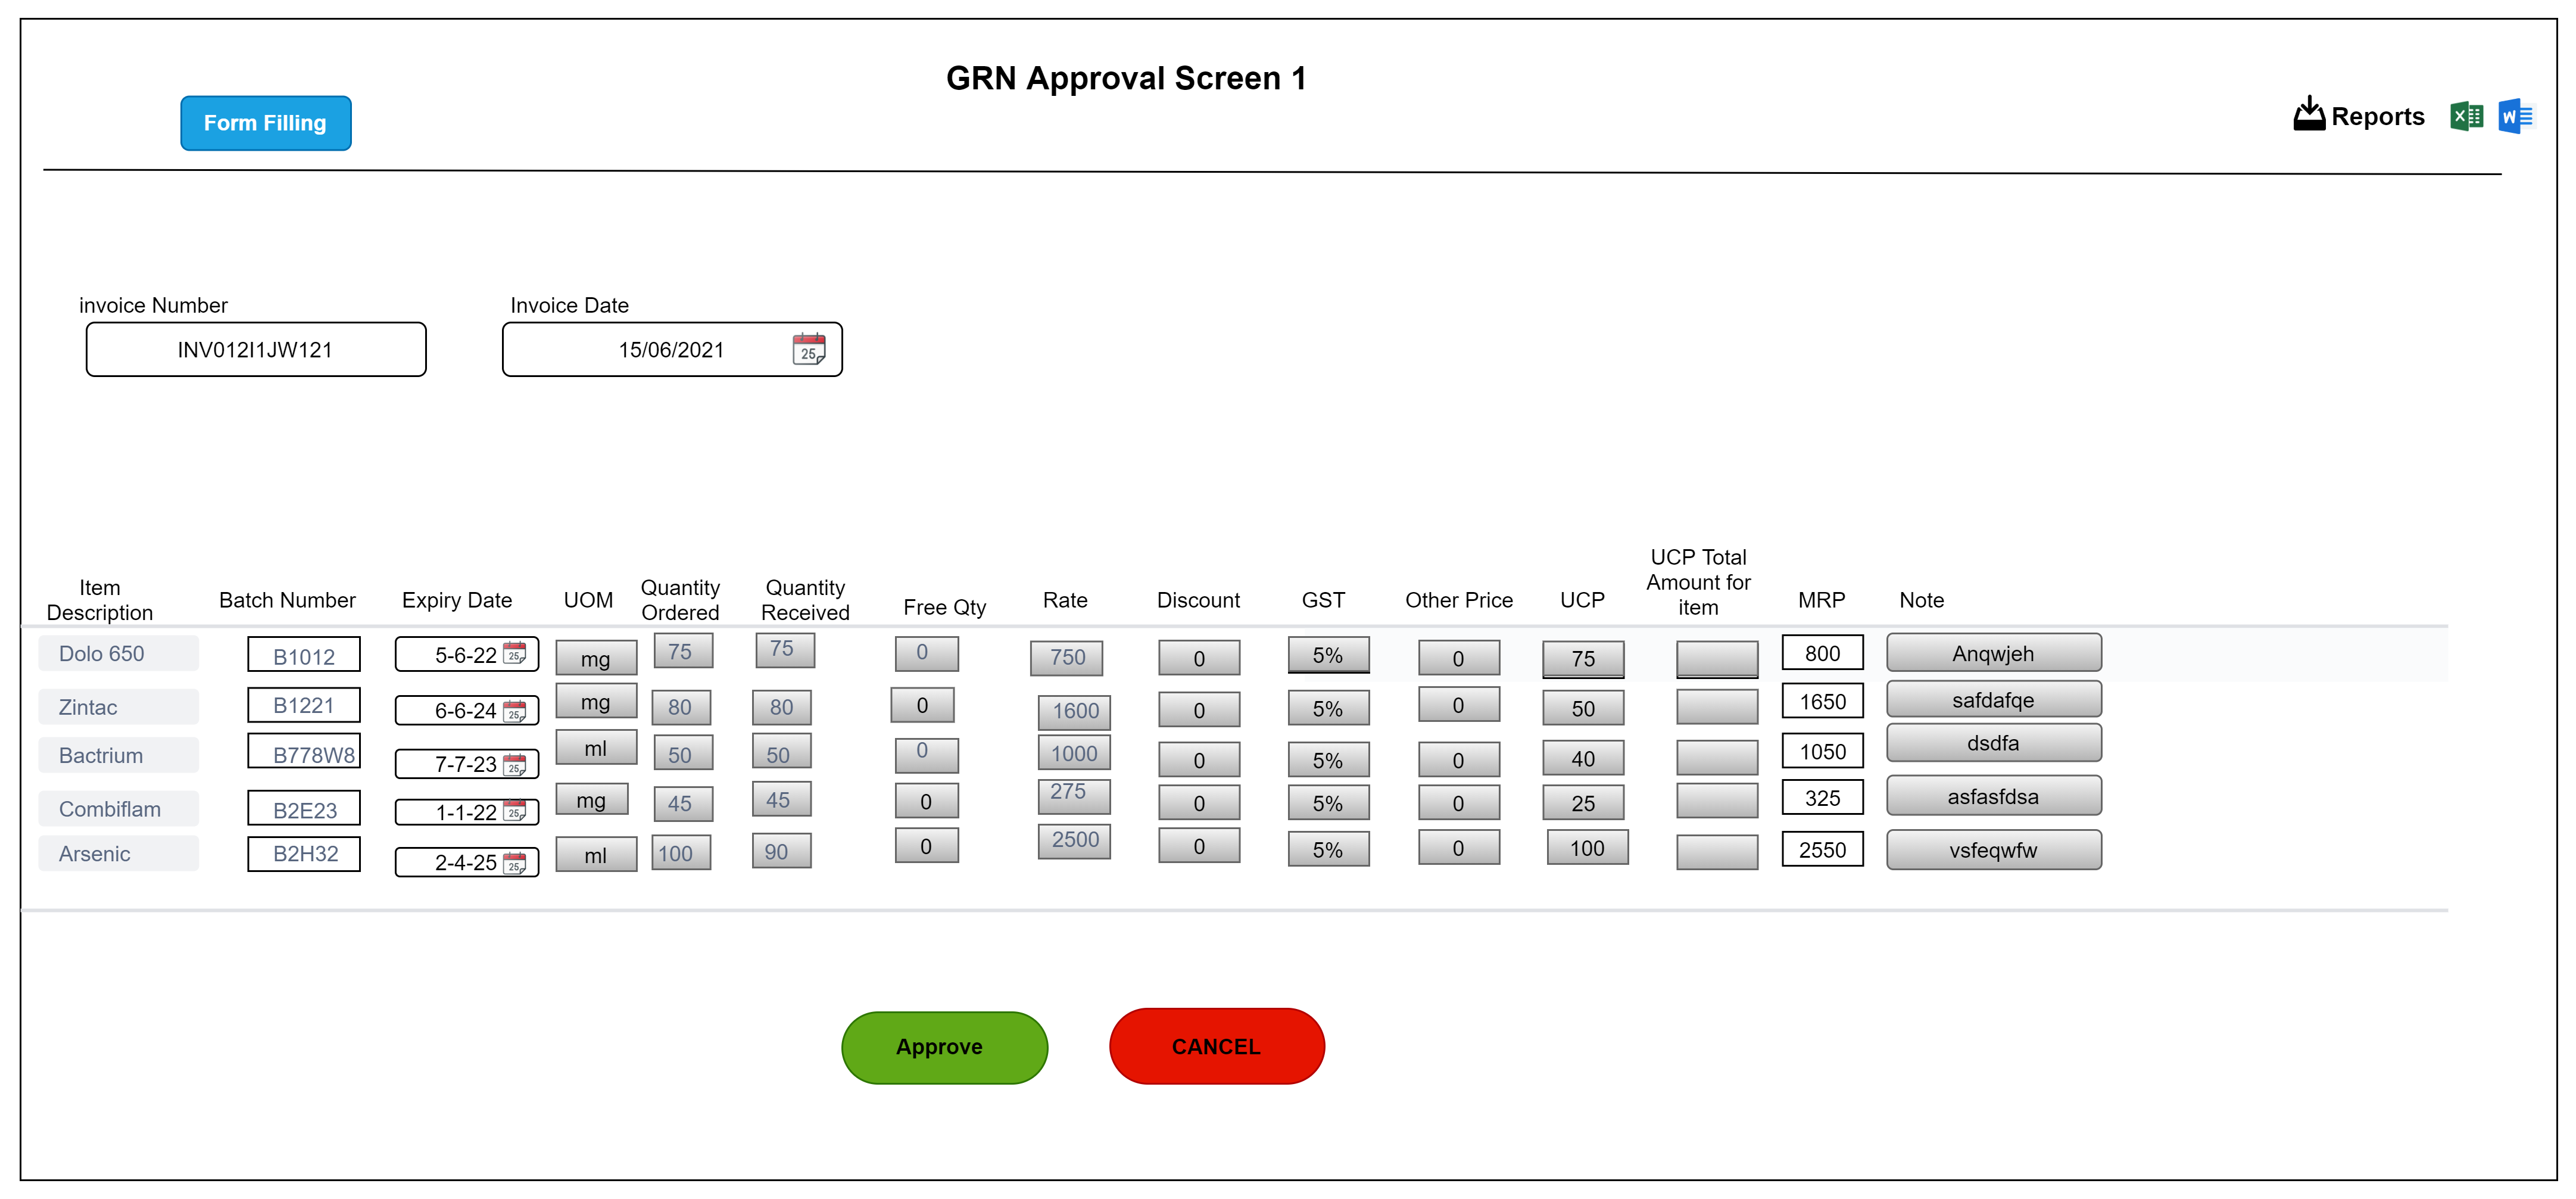 GRN Approval Screen 1
Form Filling
Reports
invoice Number
Invoice Date
INV012I1JW121
15/06/2021
Item Description Batch Number Expiry Date UOM Quantity Ordered Quantity Received Free Qty Rate Discount GST Other Price UCP UCP Total Amount for item MRP Note
Dolo 650 B1012 5-6-22 mg 75 75 0 750 0 5% 0 75 800 Anqwjeh
Zintac B1221 6-6-24 mg 80 80 0 1600 0 5% 0 50 1650 safdafqe
Bactrium B778W8 7-7-23 ml 50 50 0 1000 0 5% 0 40 1050 dsdfa
Combiflam B2E23 1-1-22 mg 45 45 0 275 0 5% 0 25 325 asfasfdsa
Arsenic B2H32 2-4-25 ml 100 90 0 2500 0 5% 0 100 2550 vsfeqwfw
Approve
CANCEL